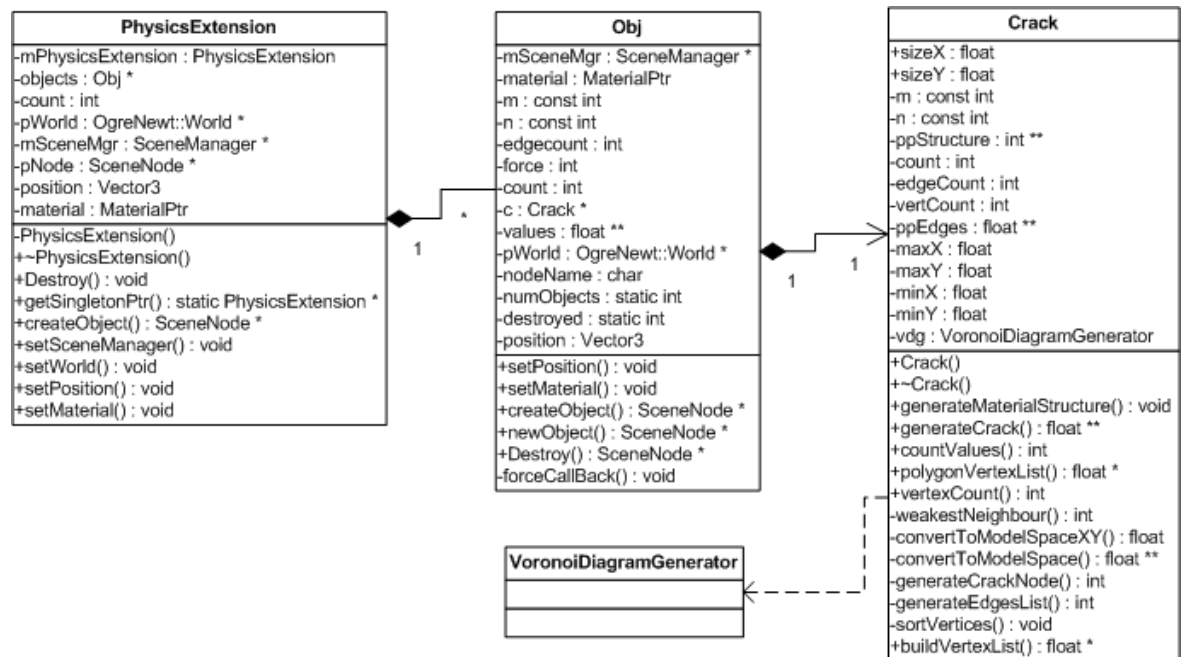 PhysicsExtension
-mPhysicsExtension : PhysicsExtension
-objects : Obj *
-count : int
-pWorld : OgreNewt::World *
-mSceneMgr : SceneManager *
-pNode : SceneNode *
-position : Vector3
-material : MaterialPtr
-PhysicsExtension()
+~PhysicsExtension()
+Destroy() : void
+getSingletonPtr() : static PhysicsExtension *
+createObject() : SceneNode *
+setSceneManager() : void
+setWorld() : void
+setPosition() : void
+setMaterial() : void
1
*
Obj
-mSceneMgr : SceneManager *
-material : MaterialPtr
-m : const int
-n : const int
-edgecount : int
-force : int
-count : int
-c : Crack *
-values : float **
-pWorld : OgreNewt::World *
-nodeName : char
-numObjects : static int
-destroyed : static int
-position : Vector3
+setPosition() : void
+setMaterial() : void
+createObject() : SceneNode *
+newObject() : SceneNode *
+Destroy() : SceneNode *
-forceCallBack() : void
1
1
Crack
+sizeX : float
+sizeY : float
-m : const int
-n : const int
-ppStructure : int **
-count : int
-edgeCount : int
-vertCount : int
-ppEdges : float **
-maxX : float
-maxY : float
-minX : float
-minY : float
-vdg : VoronoiDiagramGenerator
+Crack()
+~Crack()
+generateMaterialStructure() : void
+generateCrack() : float **
+countValues() : int
+polygonVertexList() : float *
+vertexCount() : int
-weakestNeighbour() : int
-convertToModelSpaceXY() : float
-convertToModelSpace() : float **
-generateCrackNode() : int
-generateEdgesList() : int
-sortVertices() : void
+buildVertexList() : float *
VoronoiDiagramGenerator